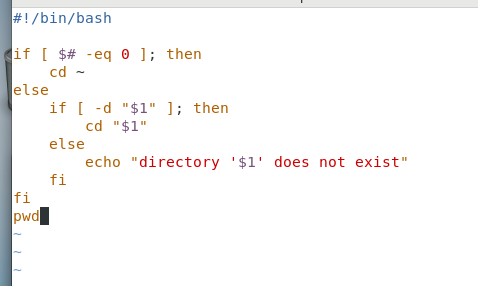 #!/bin/bash

if [ $# -eq 0 ]; then
    cd ~
else
    if [ -d "$1" ]; then
        cd "$1"
    else
        echo "directory '$1' does not exist"
    fi
fi
pwd
~
~
~